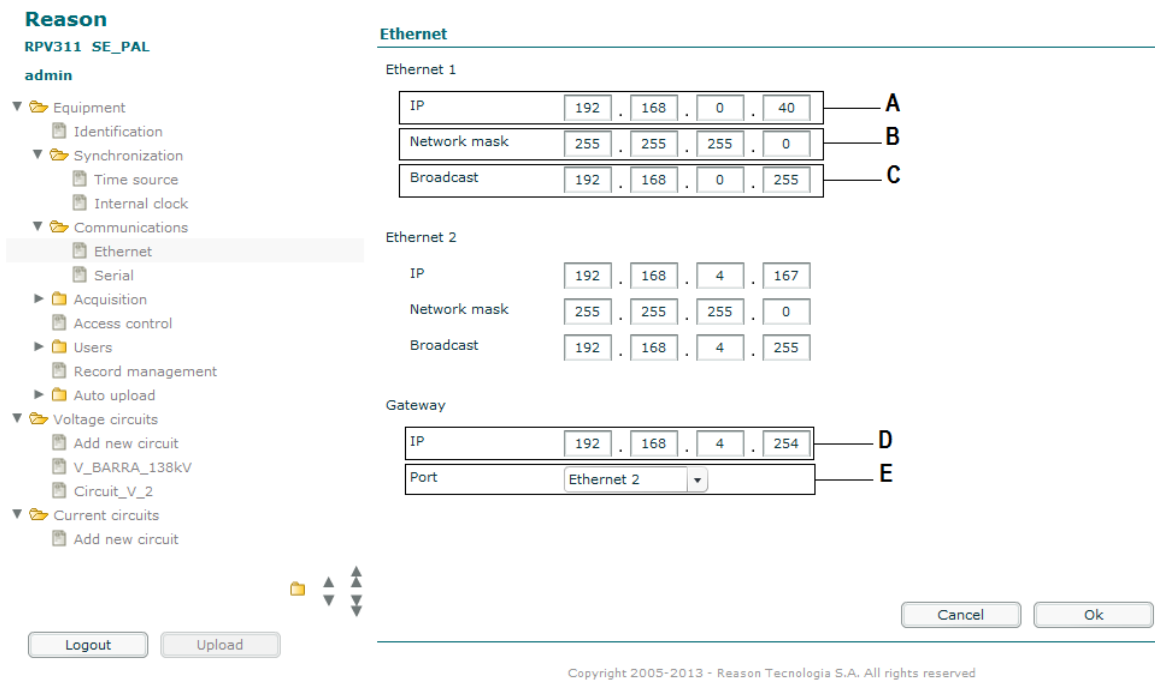 Reason
RPV311 SE_PAL
admin
Equipment
Identification
Synchronization
Time source
Internal clock
Communications
Ethernet
Serial
Acquisition
Access control
Users
Record management
Auto upload
Voltage circuits
Add new circuit
V_BARRA_138kV
Circuit_V_2
Current circuits
Add new circuit
Logout Upload
Ethernet
Ethernet 1
IP 192 . 168 . 0 . 40 A
Network mask 255 . 255 . 255 . 0 B
Broadcast 192 . 168 . 0 . 255 C
Ethernet 2
IP 192 . 168 . 4 . 167
Network mask 255 . 255 . 255 . 0
Broadcast 192 . 168 . 4 . 255
Gateway
IP 192 . 168 . 4 . 254 D
Port Ethernet 2 E
Cancel Ok
Copyright 2005-2013 - Reason Tecnologia S.A. All rights reserved